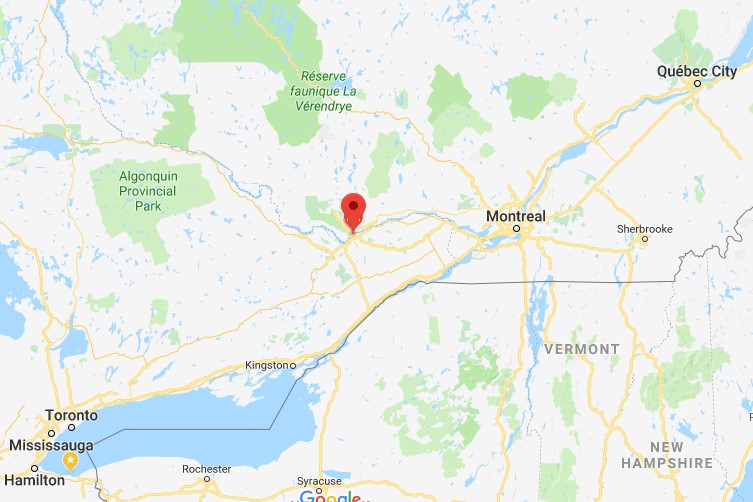 Québec City
Réserve
faunique La
Vérendrye
Algonquin
Provincial
Park
Montreal
Sherbrooke
VERMONT
Kingston
Toronto
Mississauga
Hamilton
NEW
HAMPSHIRE
Rochester
Syracuse
Google